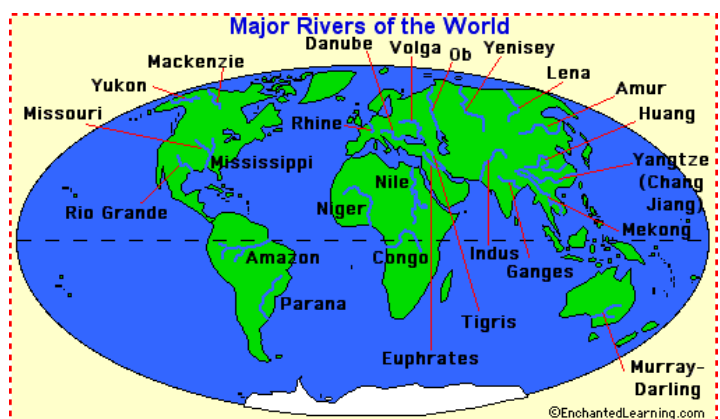 Major Rivers of the World
Danube
Volga
Ob
Yenisey
Mackenzie
Yukon
Lena
Amur
Missouri
Rhine
Huang
Mississippi
Yangtze
(Chang
Jiang)
Nile
Rio Grande
Niger
Mekong
Amazon
Congo
Indus
Ganges
Parana
Tigris
Euphrates
Murray-
Darling
©EnchantedLearning.com